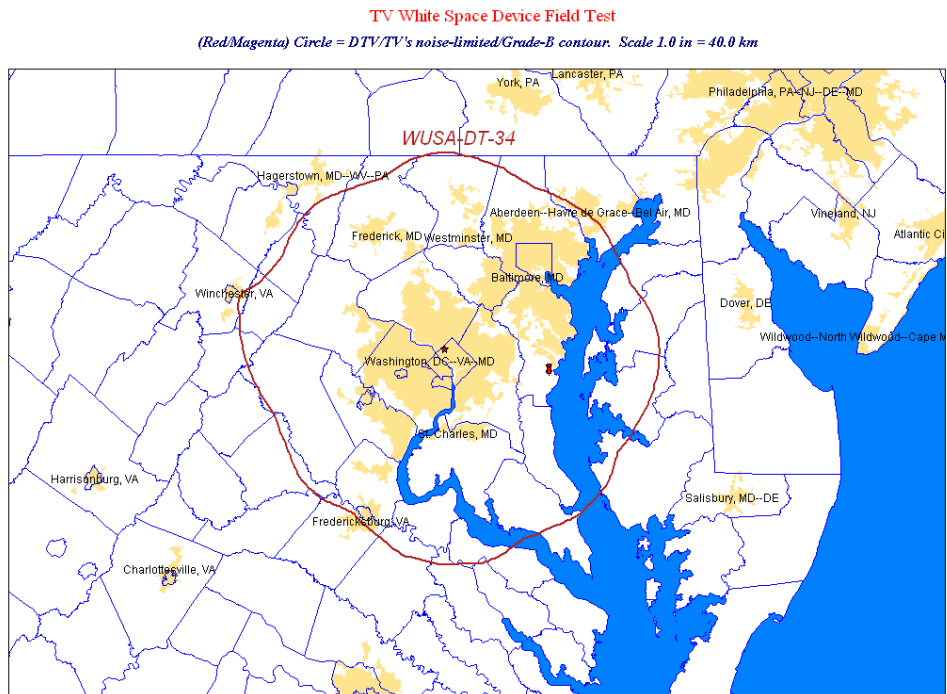 TV White Space Device Field Test
(Red/Magenta) Circle = DTV/TV's noise-limited/Grade-B contour. Scale 1.0 in = 40.0 km
Lancaster, PA
York, PA
Philadelphia, PA--NJ--DE--MD
WUSA-DT-34
Hagerstown, MD--WV--PA
Aberdeen--Havre de Grace--Bel Air, MD
Vineland, NJ
Frederick, MD
Westminster, MD
Atlantic Ci
Baltimore, MD
Winchester, VA
Dover, DE
Wildwood--North Wildwood--Cape M
Washington, DC--VA--MD
St. Charles, MD
Harrisonburg, VA
Salisbury, MD--DE
Fredericksburg, VA
Charlottesville, VA